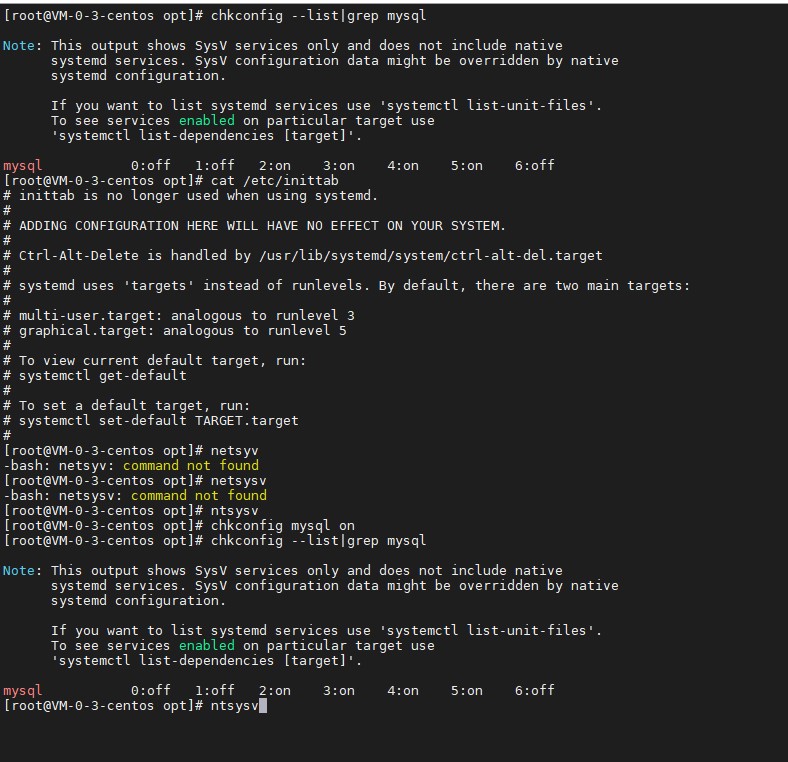 [root@VM-0-3-centos opt]# chkconfig --list|grep mysql
Note: This output shows SysV services only and does not include native
systemd services. SysV configuration data might be overridden by native
systemd configuration.
If you want to list systemd services use 'systemctl list-unit-files'.
To see services enabled on particular target use
'systemctl list-dependencies [target]'.
mysql 0:off 1:off 2:on 3:on 4:on 5:on 6:off
[root@VM-0-3-centos opt]# cat /etc/inittab
# inittab is no longer used when using systemd.
#
# ADDING CONFIGURATION HERE WILL HAVE NO EFFECT ON YOUR SYSTEM.
#
# Ctrl-Alt-Delete is handled by /usr/lib/systemd/system/ctrl-alt-del.target
#
# systemd uses 'targets' instead of runlevels. By default, there are two main targets:
#
# multi-user.target: analogous to runlevel 3
# graphical.target: analogous to runlevel 5
#
# To view current default target, run:
# systemctl get-default
#
# To set a default target, run:
# systemctl set-default TARGET.target
#
[root@VM-0-3-centos opt]# netsyv
-bash: netsyv: command not found
[root@VM-0-3-centos opt]# netsysv
-bash: netsysv: command not found
[root@VM-0-3-centos opt]# ntsysv
[root@VM-0-3-centos opt]# chkconfig mysql on
[root@VM-0-3-centos opt]# chkconfig --list|grep mysql
Note: This output shows SysV services only and does not include native
systemd services. SysV configuration data might be overridden by native
systemd configuration.
If you want to list systemd services use 'systemctl list-unit-files'.
To see services enabled on particular target use
'systemctl list-dependencies [target]'.
mysql 0:off 1:off 2:on 3:on 4:on 5:on 6:off
[root@VM-0-3-centos opt]# ntsysv